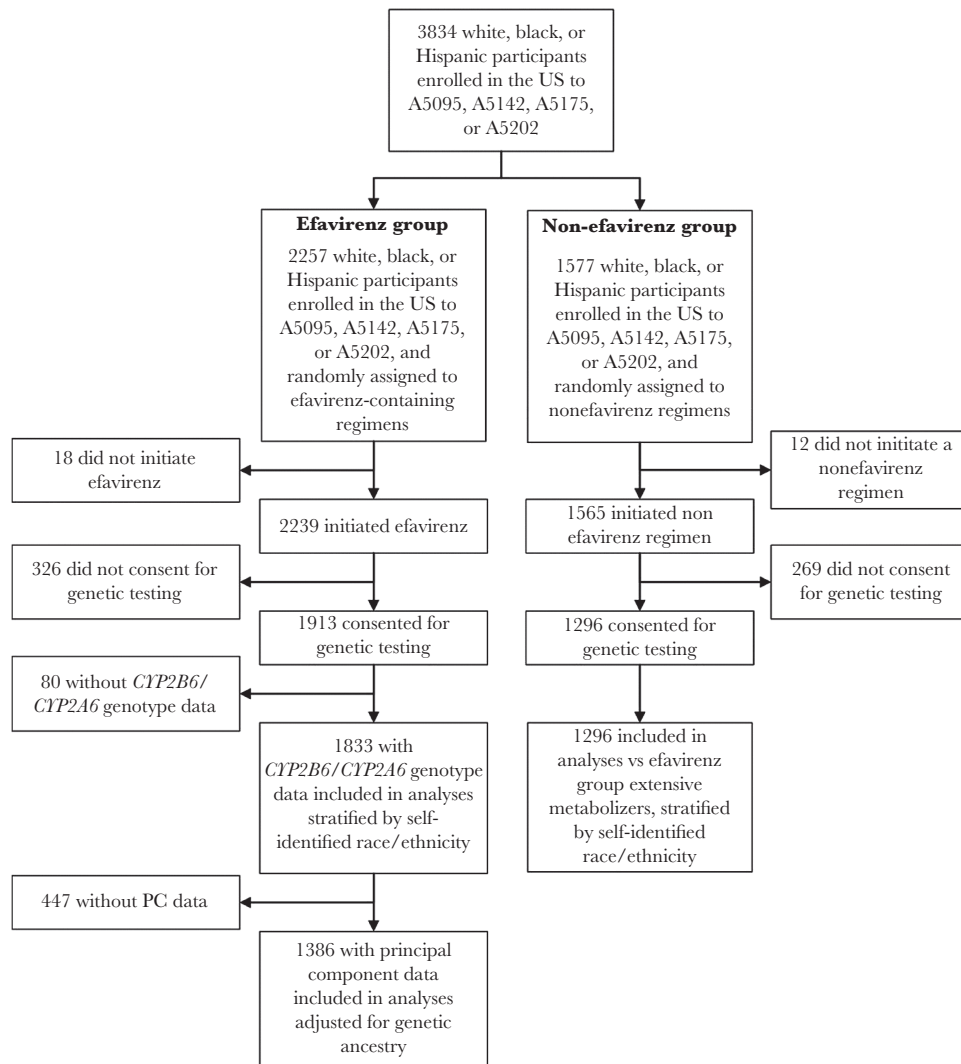 3834 white, black, or
Hispanic participants
enrolled in the US to
A5095, A5142, A5175,
or A5202
Efavirenz group
2257 white, black, or
Hispanic participants
enrolled in the US to
A5095, A5142, A5175,
or A5202, and
randomly assigned to
efavirenz-containing
regimens
Non-efavirenz group
1577 white, black, or
Hispanic participants
enrolled in the US to
A5095, A5142, A5175,
or A5202, and
randomly assigned to
nonefavirenz regimens
18 did not initiate
efavirenz
12 did not inititate a
nonefavirenz
regimen
2239 initiated efavirenz
1565 initiated non
efavirenz regimen
326 did not consent for
genetic testing
269 did not consent
for genetic testing
1913 consented for
genetic testing
1296 consented for
genetic testing
80 without CYP2B6/
CYP2A6 genotype data
1833 with
CYP2B6/CYP2A6 genotype
data included in analyses
stratified by self-
identified race/ethnicity
1296 included in
analyses vs efavirenz
group extensive
metabolizers, stratified
by self-identified
race/ethnicity
447 without PC data
1386 with principal
component data
included in analyses
adjusted for genetic
ancestry